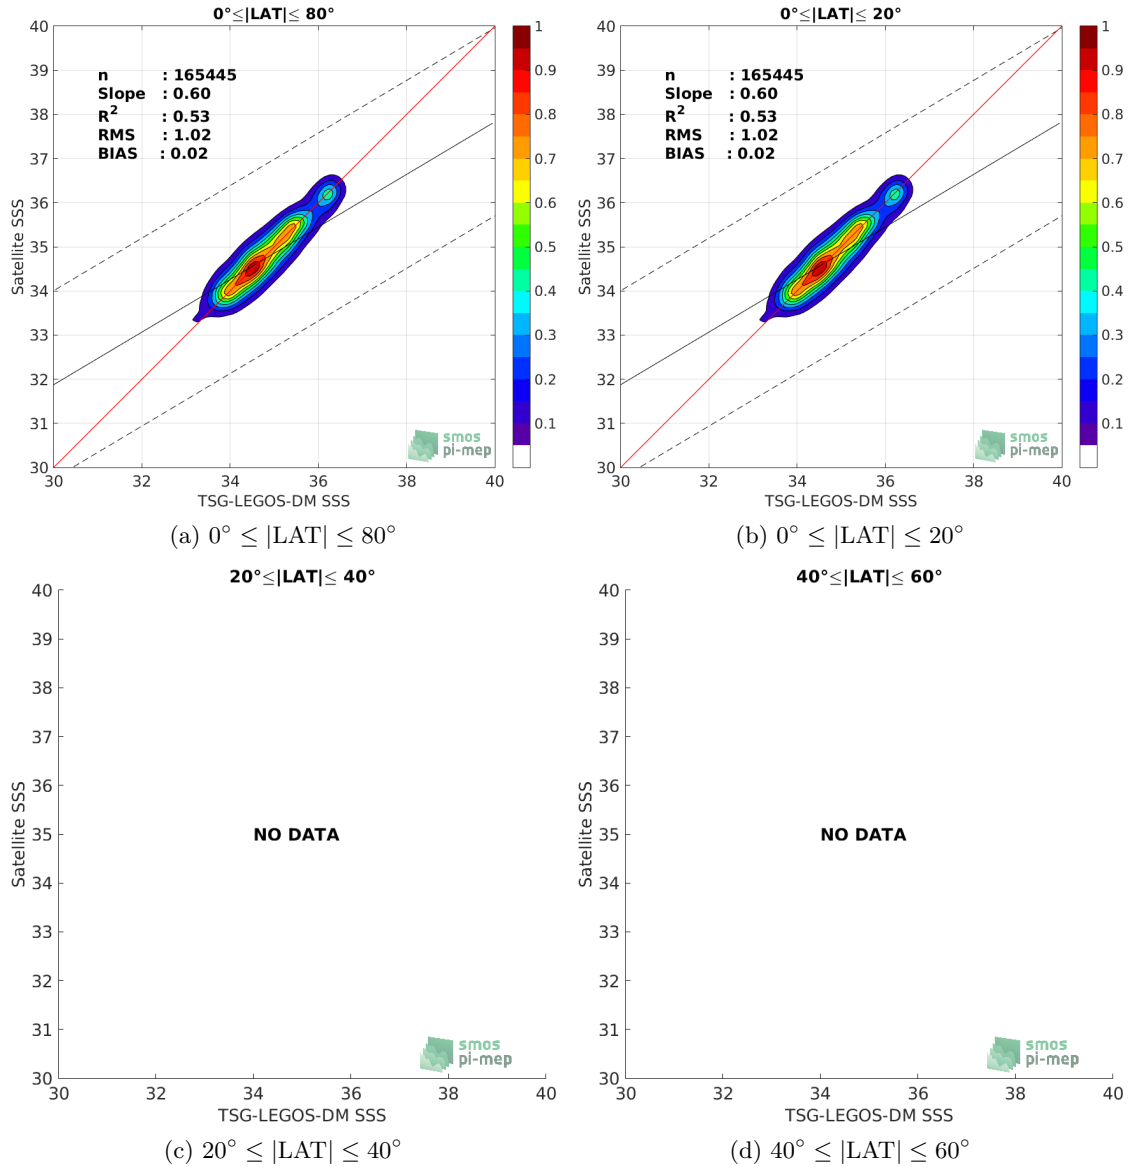 0°≤|LAT|≤ 80°
40
39
38
37
36
35
34
33
32
31
30
Satellite SSS
n : 165445
Slope : 0.60
R² : 0.53
RMS : 1.02
BIAS : 0.02
smos
pi-mep
30 32 34 36 38 40
TSG-LEGOS-DM SSS
1
0.9
0.8
0.7
0.6
0.5
0.4
0.3
0.2
0.1
(a) 0° ≤ |LAT| ≤ 80°
0°≤|LAT|≤ 20°
40
39
38
37
36
35
34
33
32
31
30
Satellite SSS
n : 165445
Slope : 0.60
R² : 0.53
RMS : 1.02
BIAS : 0.02
smos
pi-mep
30 32 34 36 38 40
TSG-LEGOS-DM SSS
1
0.9
0.8
0.7
0.6
0.5
0.4
0.3
0.2
0.1
(b) 0° ≤ |LAT| ≤ 20°
20°≤|LAT|≤ 40°
40
39
38
37
36
35
34
33
32
31
30
Satellite SSS
NO DATA
smos
pi-mep
30 32 34 36 38 40
TSG-LEGOS-DM SSS
(c) 20° ≤ |LAT| ≤ 40°
40°≤|LAT|≤ 60°
40
39
38
37
36
35
34
33
32
31
30
Satellite SSS
NO DATA
smos
pi-mep
30 32 34 36 38 40
TSG-LEGOS-DM SSS
(d) 40° ≤ |LAT| ≤ 60°